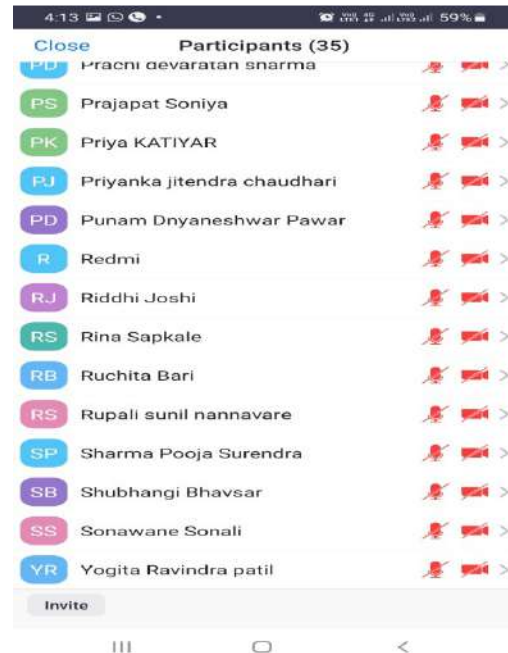 4:13 59%
Close Participants (35)
PD Prachi devaratan sharma
PS Prajapat Soniya
PK Priya KATIYAR
PJ Priyanka jitendra chaudhari
PD Punam Dnyaneshwar Pawar
R Redmi
RJ Riddhi Joshi
RS Rina Sapkale
RB Ruchita Bari
RS Rupali sunil nannavare
SP Sharma Pooja Surendra
SB Shubhangi Bhavsar
SS Sonawane Sonali
YR Yogita Ravindra patil
Invite